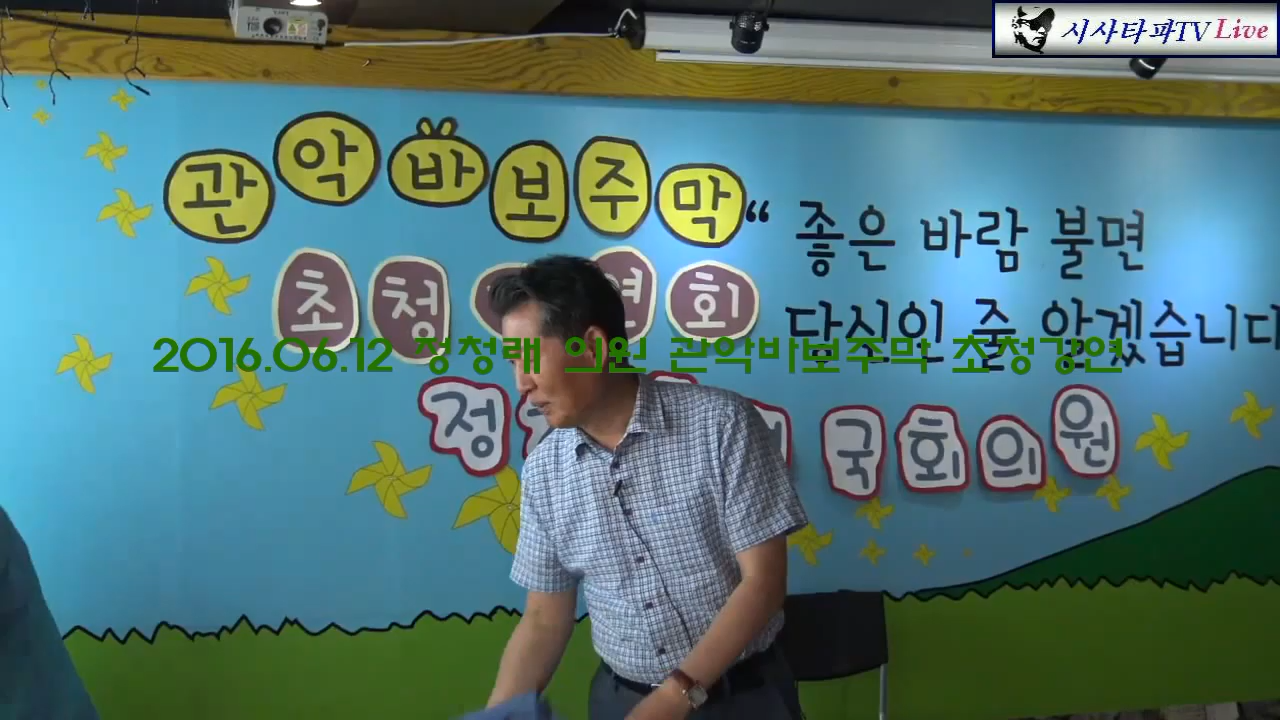 시사타파TV Live
관악바보주막
초청 연회
“ 좋은 바람 불면
당신인 줄 알겠습니다
2016.06.12 정청래 의원 관악바보주막 초청강연
정 국회의원